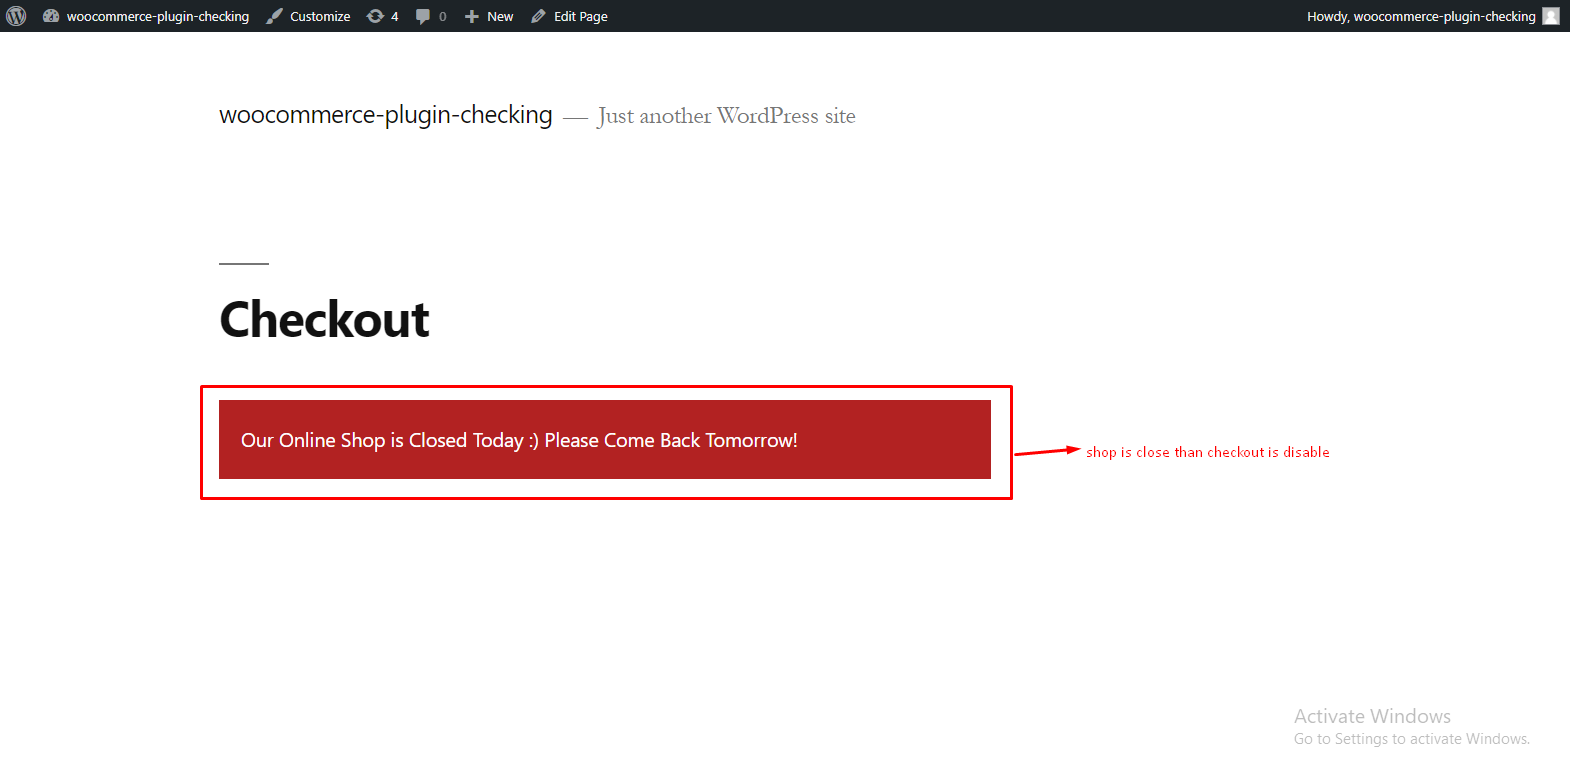 woocommerce-plugin-checking Customize 4 0 New Edit Page Howdy, woocommerce-plugin-checking
woocommerce-plugin-checking — Just another WordPress site
Checkout
Our Online Shop is Closed Today :) Please Come Back Tomorrow!
shop is close than checkout is disable
Activate Windows
Go to Settings to activate Windows.